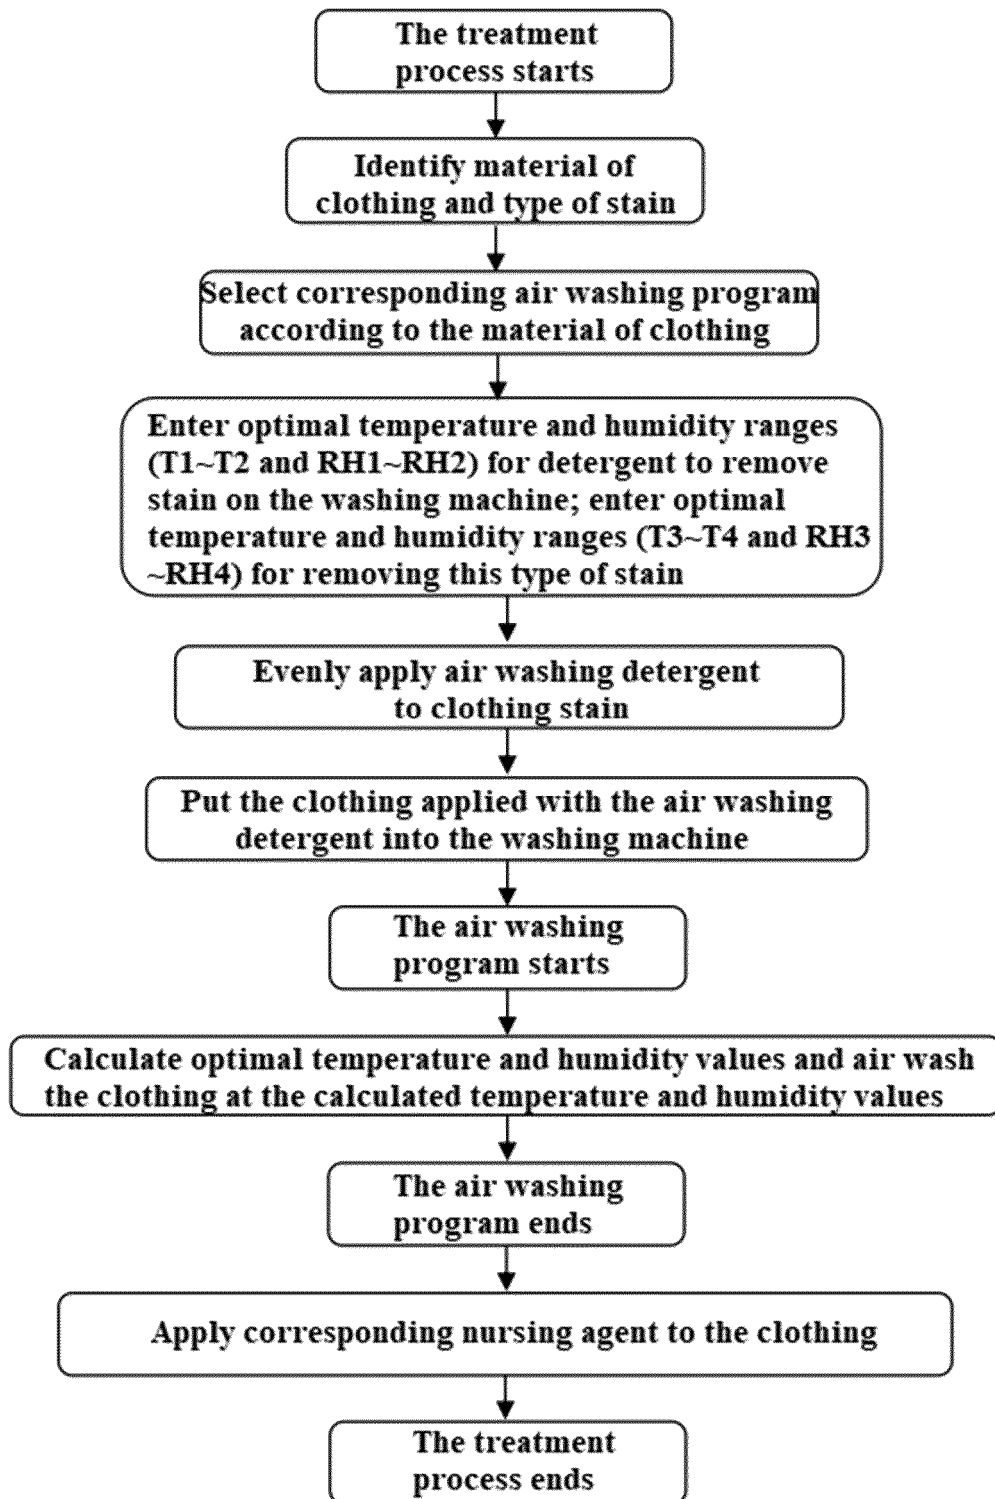 The treatment
process starts
Identify material of
clothing and type of stain
Select corresponding air washing program
according to the material of clothing
Enter optimal temperature and humidity ranges
(T1~T2 and RH1~RH2) for detergent to remove
stain on the washing machine; enter optimal
temperature and humidity ranges (T3~T4 and RH3
~RH4) for removing this type of stain
Evenly apply air washing detergent
to clothing stain
Put the clothing applied with the air washing
detergent into the washing machine
The air washing
program starts
Calculate optimal temperature and humidity values and air wash
the clothing at the calculated temperature and humidity values
The air washing
program ends
Apply corresponding nursing agent to the clothing
The treatment
process ends